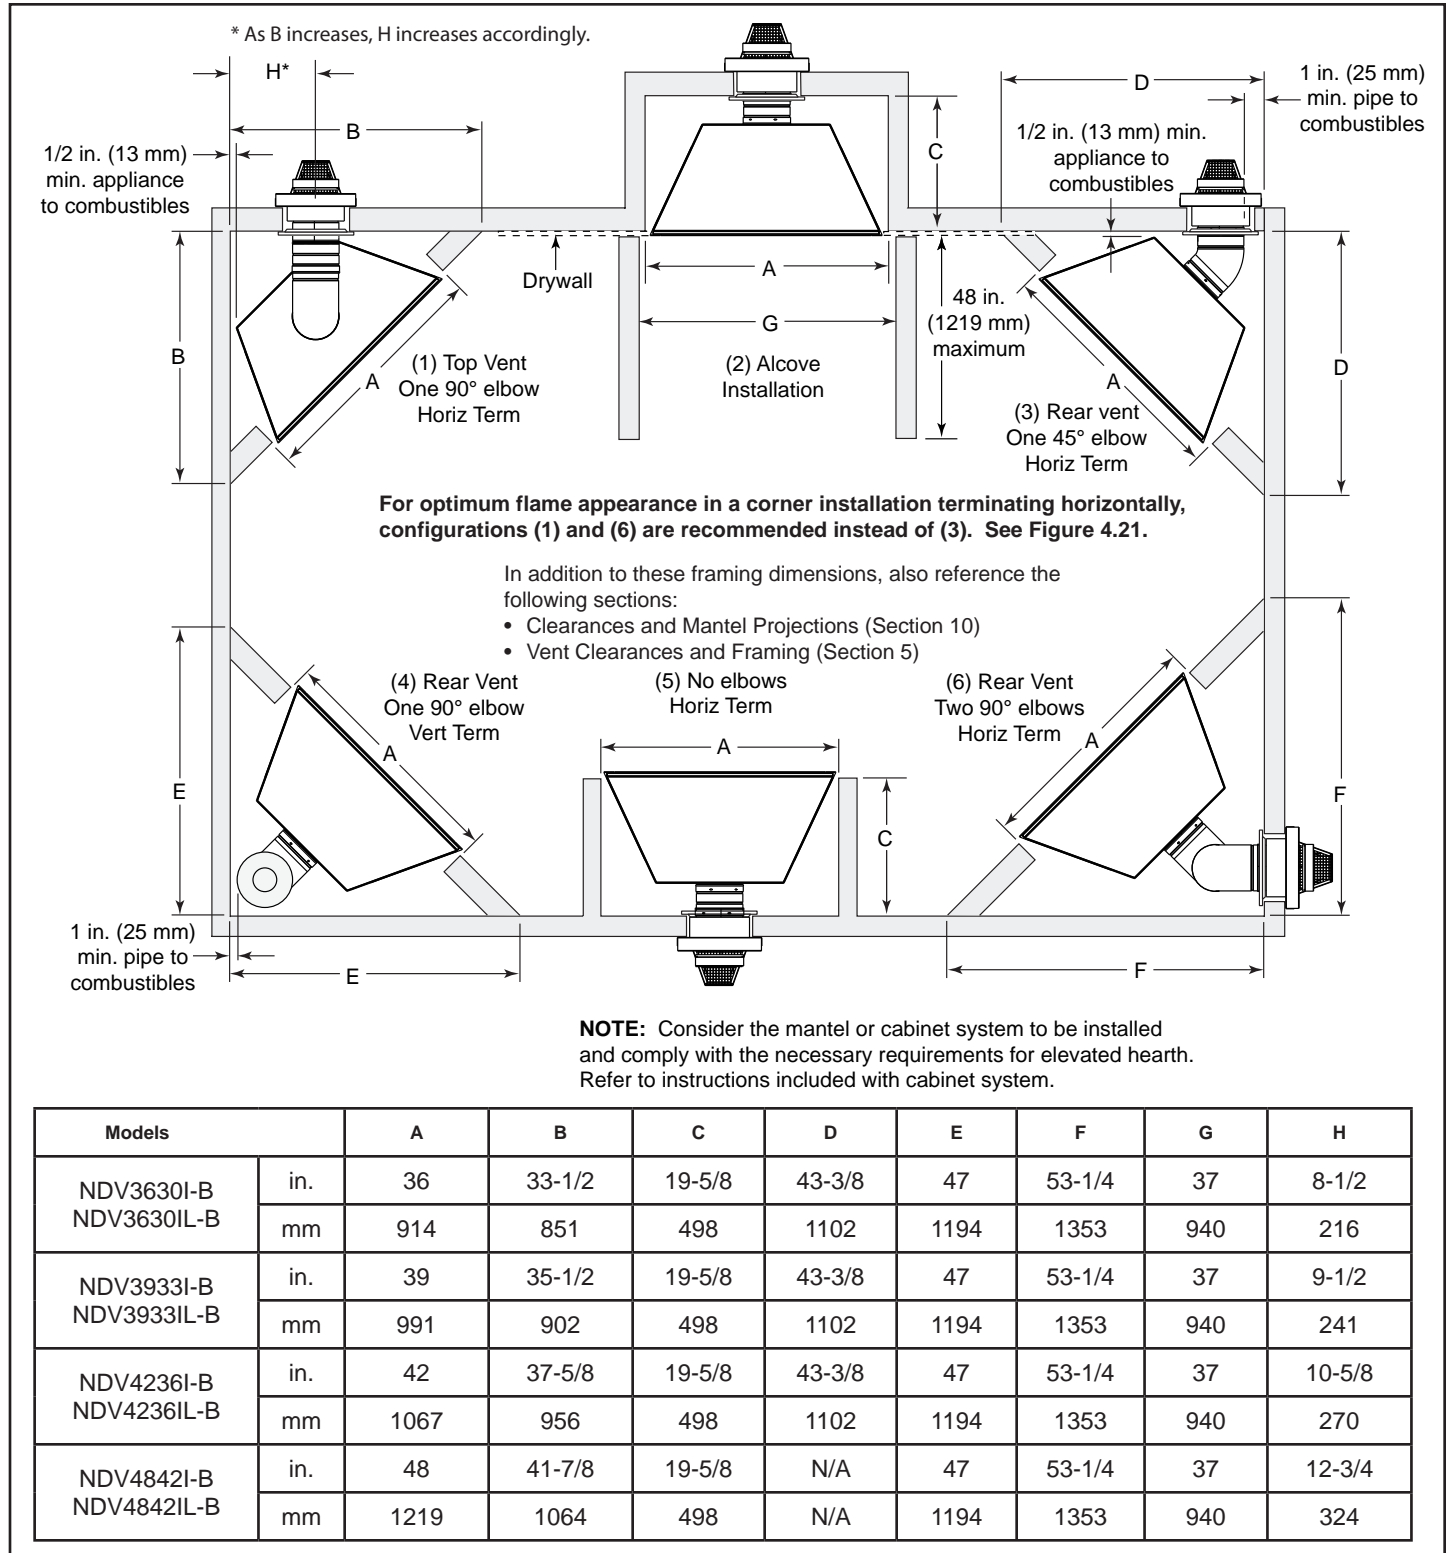 * As B increases, H increases accordingly.
H*
B
1/2 in. (13 mm)
min. appliance
to combustibles
C
D
1 in. (25 mm)
min. pipe to
combustibles
1/2 in. (13 mm) min.
appliance to
combustibles
Drywall
A
G
48 in.
(1219 mm)
maximum
B
A
(1) Top Vent
One 90° elbow
Horiz Term
(2) Alcove
Installation
A
(3) Rear vent
One 45° elbow
Horiz Term
D
For optimum flame appearance in a corner installation terminating horizontally,
configurations (1) and (6) are recommended instead of (3). See Figure 4.21.
In addition to these framing dimensions, also reference the
following sections:
• Clearances and Mantel Projections (Section 10)
• Vent Clearances and Framing (Section 5)
(4) Rear Vent
One 90° elbow
Vert Term
A
E
(5) No elbows
Horiz Term
A
C
(6) Rear Vent
Two 90° elbows
Horiz Term
A
F
1 in. (25 mm)
min. pipe to
combustibles
E
F
NOTE: Consider the mantel or cabinet system to be installed
and comply with the necessary requirements for elevated hearth.
Refer to instructions included with cabinet system.
Models A B C D E F G H
NDV3630I-B
NDV3630IL-B
in. 36 33-1/2 19-5/8 43-3/8 47 53-1/4 37 8-1/2
mm 914 851 498 1102 1194 1353 940 216
NDV3933I-B
NDV3933IL-B
in. 39 35-1/2 19-5/8 43-3/8 47 53-1/4 37 9-1/2
mm 991 902 498 1102 1194 1353 940 241
NDV4236I-B
NDV4236IL-B
in. 42 37-5/8 19-5/8 43-3/8 47 53-1/4 37 10-5/8
mm 1067 956 498 1102 1194 1353 940 270
NDV4842I-B
NDV4842IL-B
in. 48 41-7/8 19-5/8 N/A 47 53-1/4 37 12-3/4
mm 1219 1064 498 N/A 1194 1353 940 324